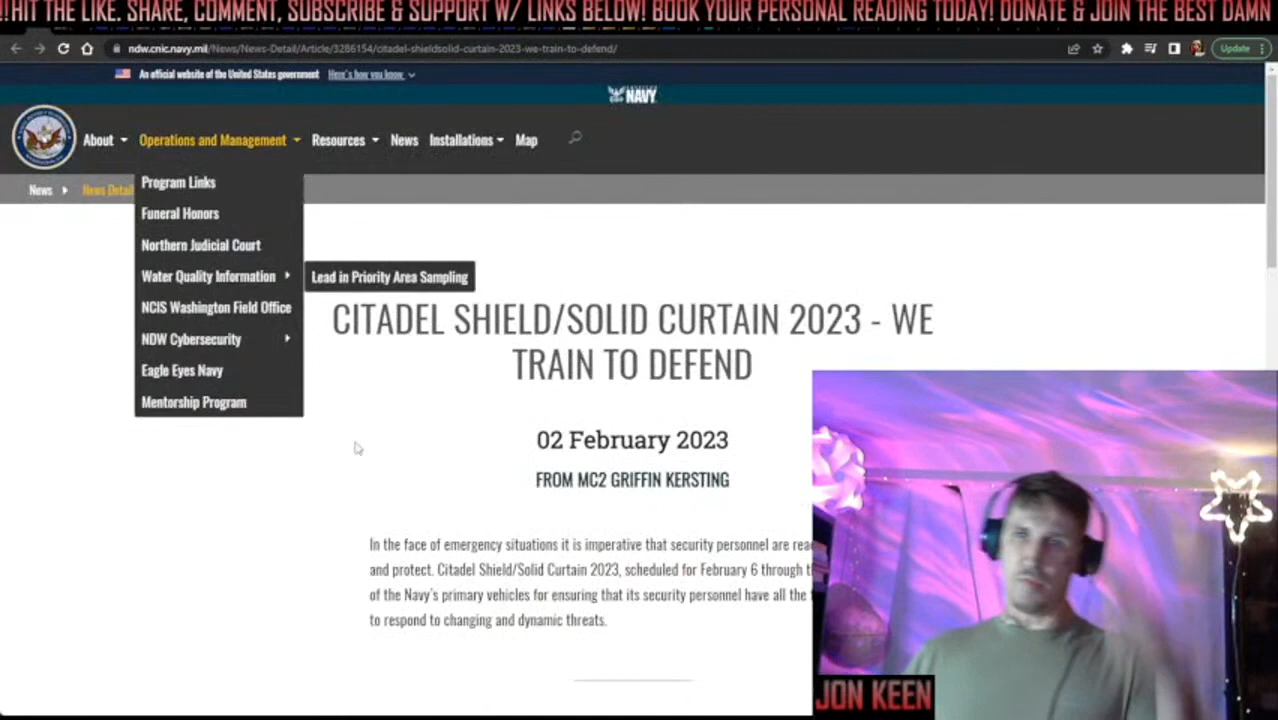 !!HIT THE LIKE. SHARE, COMMENT, SUBSCRIBE & SUPPORT W/ LINKS BELOW! BOOK YOUR PERSONAL READING TODAY! DONATE & JOIN THE BEST DAMN
ndw.cnic.navy.mil/News/News-Detail/Article/3286154/citadel-shieldsolid-curtain-2023-we-train-to-defend/
Update
An official website of the United States government Here's how you know
NAVY
About Operations and Management Resources News Installations Map
News News Detail
Program Links
Funeral Honors
Northern Judicial Court
Water Quality Information
Lead in Priority Area Sampling
NCIS Washington Field Office
NDW Cybersecurity
Eagle Eyes Navy
Mentorship Program
CITADEL SHIELD/SOLID CURTAIN 2023 - WE
TRAIN TO DEFEND
02 February 2023
FROM MC2 GRIFFIN KERSTING
In the face of emergency situations it is imperative that security personnel are
and protect. Citadel Shield/Solid Curtain 2023, scheduled for February 6 through
of the Navy's primary vehicles for ensuring that its security personnel have all the
to respond to changing and dynamic threats.
JON KEEN